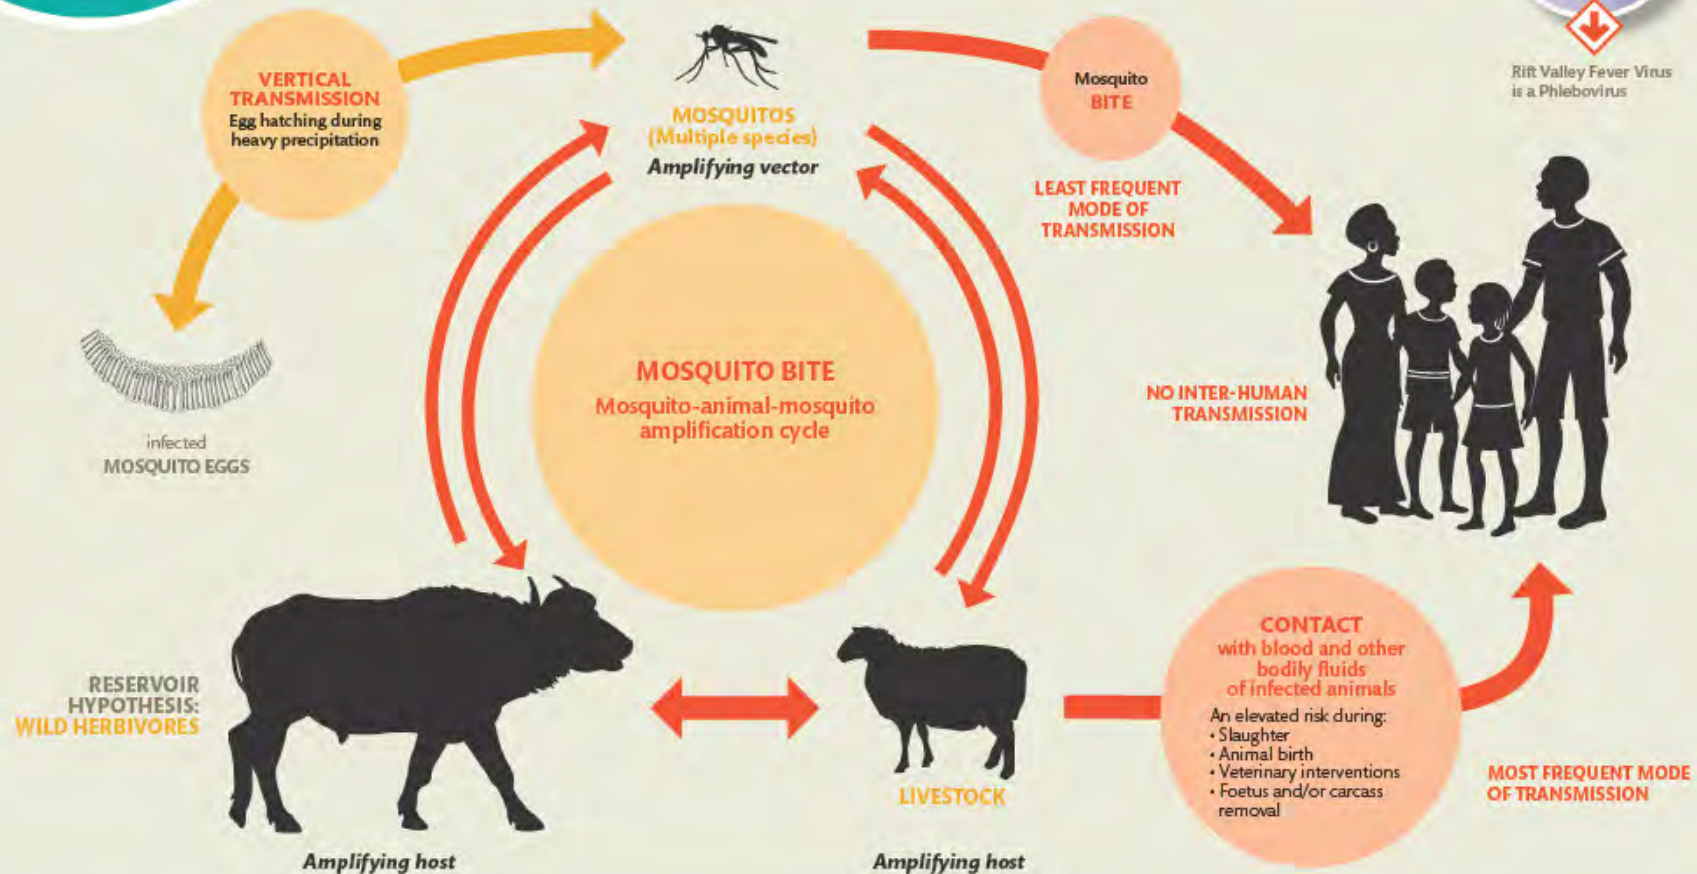 VERTICAL
TRANSMISSION
Egg hatching during
heavy precipitation
MOSQUITOS
(Multiple species)
Amplifying vector
Mosquito
BITE
Rift Valley Fever Virus
is a Phlebovirus
LEAST FREQUENT
MODE OF
TRANSMISSION
infected
MOSQUITO EGGS
MOSQUITO BITE
Mosquito-animal-mosquito
amplification cycle
NO INTER-HUMAN
TRANSMISSION
RESERVOIR
HYPOTHESIS:
WILD HERBIVORES
Amplifying host
LIVESTOCK
Amplifying host
CONTACT
with blood and other
bodily fluids
of infected animals
An elevated risk during:
• Slaughter
• Animal birth
• Veterinary interventions
• Foetus and/or carcass
removal
MOST FREQUENT MODE
OF TRANSMISSION